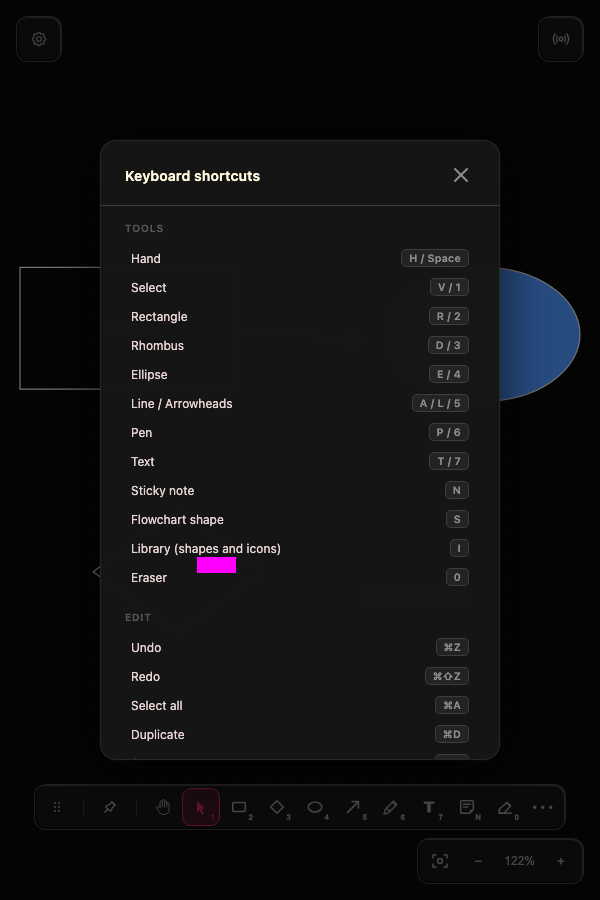 Keyboard shortcuts
TOOLS
Hand H / Space
Select V / 1
Rectangle R / 2
Rhombus D / 3
Ellipse E / 4
Line / Arrowheads A / L / 5
Pen P / 6
Text T / 7
Sticky note N
Flowchart shape S
Library (shapes and icons) I
Eraser 0
EDIT
Undo ⌘Z
Redo ⌘⇧Z
Select all ⌘A
Duplicate ⌘D
1 2 3 4 5 6 T 7 N 0
− 122% +